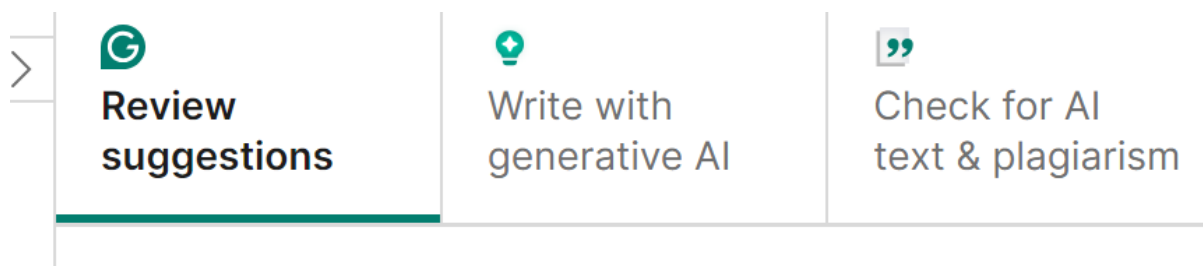 Review
suggestions
Write with
generative AI
Check for AI
text & plagiarism